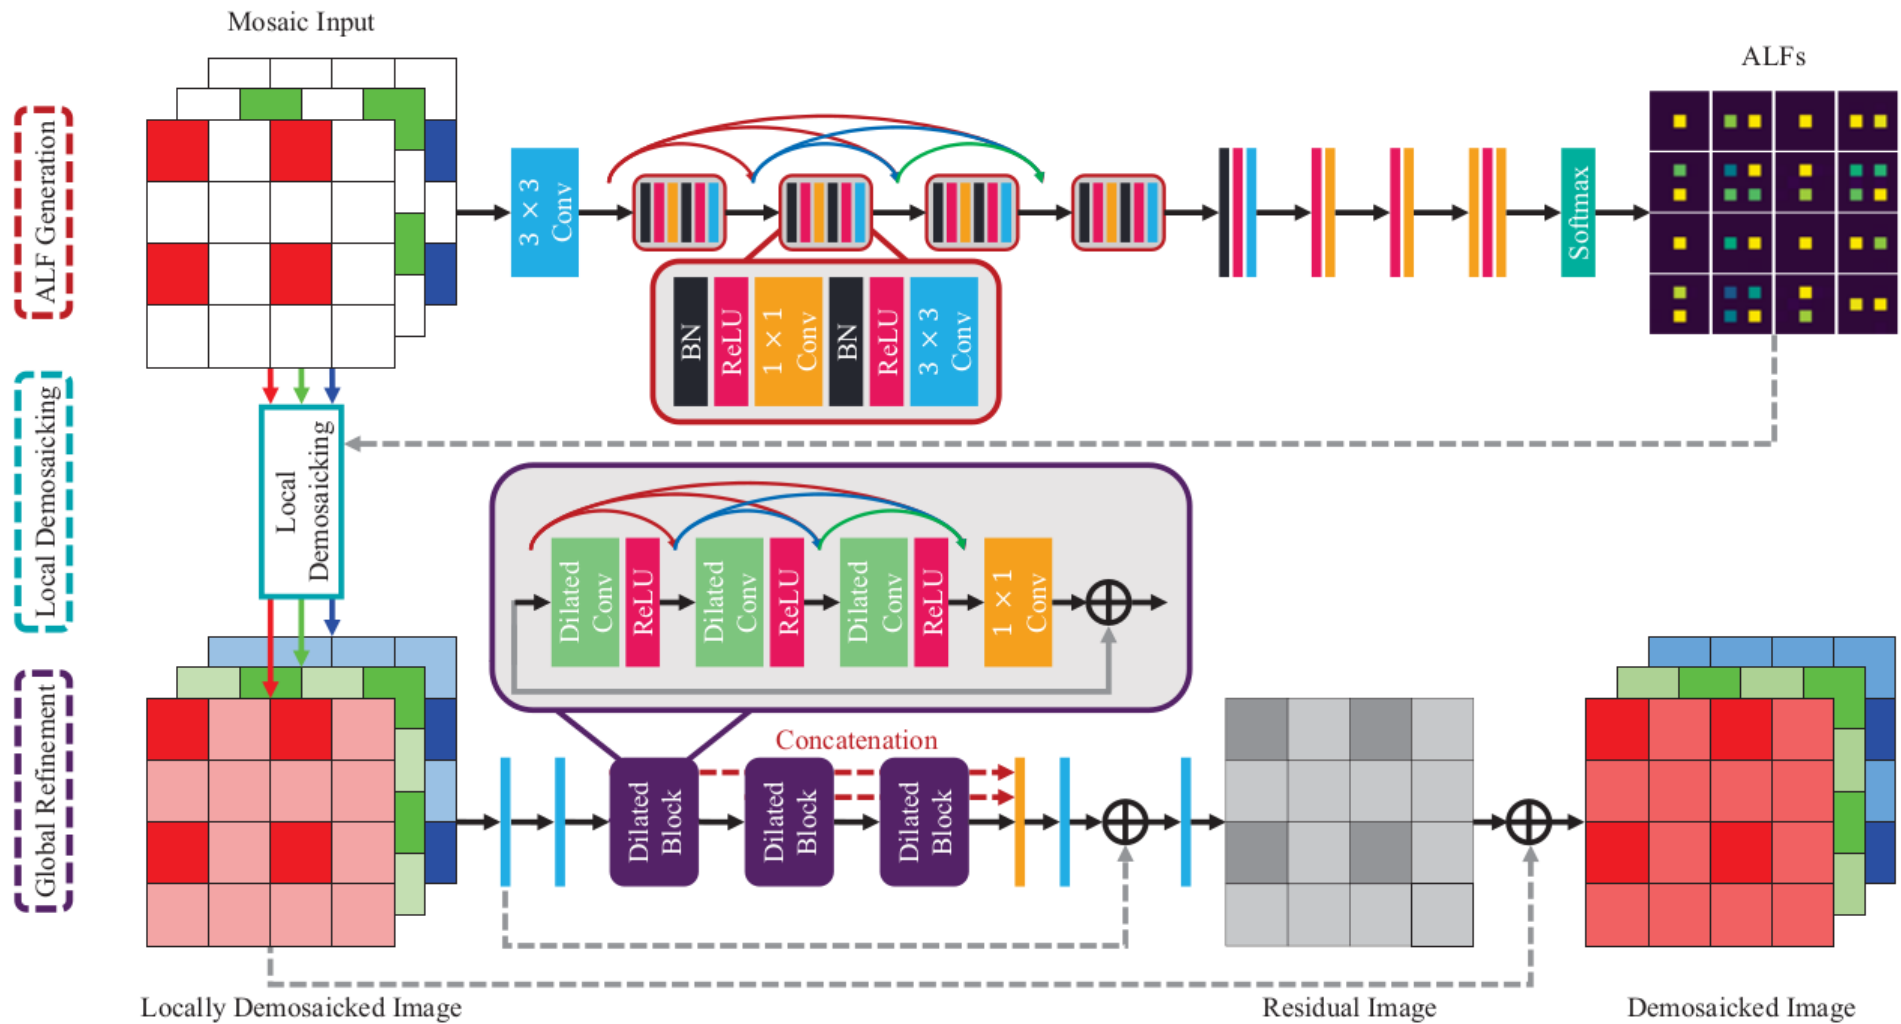 Mosaic Input
ALFs
ALF Generation
3 × 3
Conv
Softmax
BN
ReLU
1 × 1
Conv
BN
ReLU
3 × 3
Conv
Local Demosaicking
Local
Demosaicking
Dilated
Conv
ReLU
Dilated
Conv
ReLU
Dilated
Conv
ReLU
1 × 1
Conv
Global Refinement
Concatenation
Dilated
Block
Dilated
Block
Dilated
Block
Locally Demosaicked Image
Residual Image
Demosaicked Image